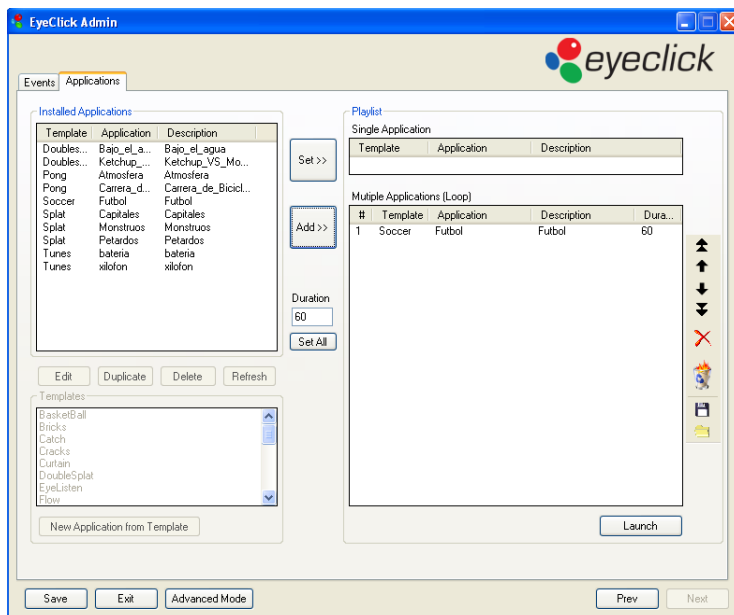 EyeClick Admin
eyeclick
Events Applications
Installed Applications
Template Application Description
Doubles... Bajo_el_a... Bajo_el_agua
Doubles... Ketchup_... Ketchup_VS_Mo...
Pong Atmosfera Atmosfera
Pong Carrera_d... Carrera_de_Bicicl...
Soccer Futbol Futbol
Splat Capitales Capitales
Splat Monstruos Monstruos
Splat Petardos Petardos
Tunes bateria bateria
Tunes xilofon xilofon
Set >>
Add >>
Duration
60
Set All
Edit Duplicate Delete Refresh
Templates
BasketBall
Bricks
Catch
Cracks
Curtain
DoubleSplat
EyeListen
Flow
New Application from Template
Playlist
Single Application
Template Application Description
Mutiple Applications (Loop)
# Template Application Description Dura...
1 Soccer Futbol Futbol 60
Launch
Save Exit Advanced Mode Prev Next